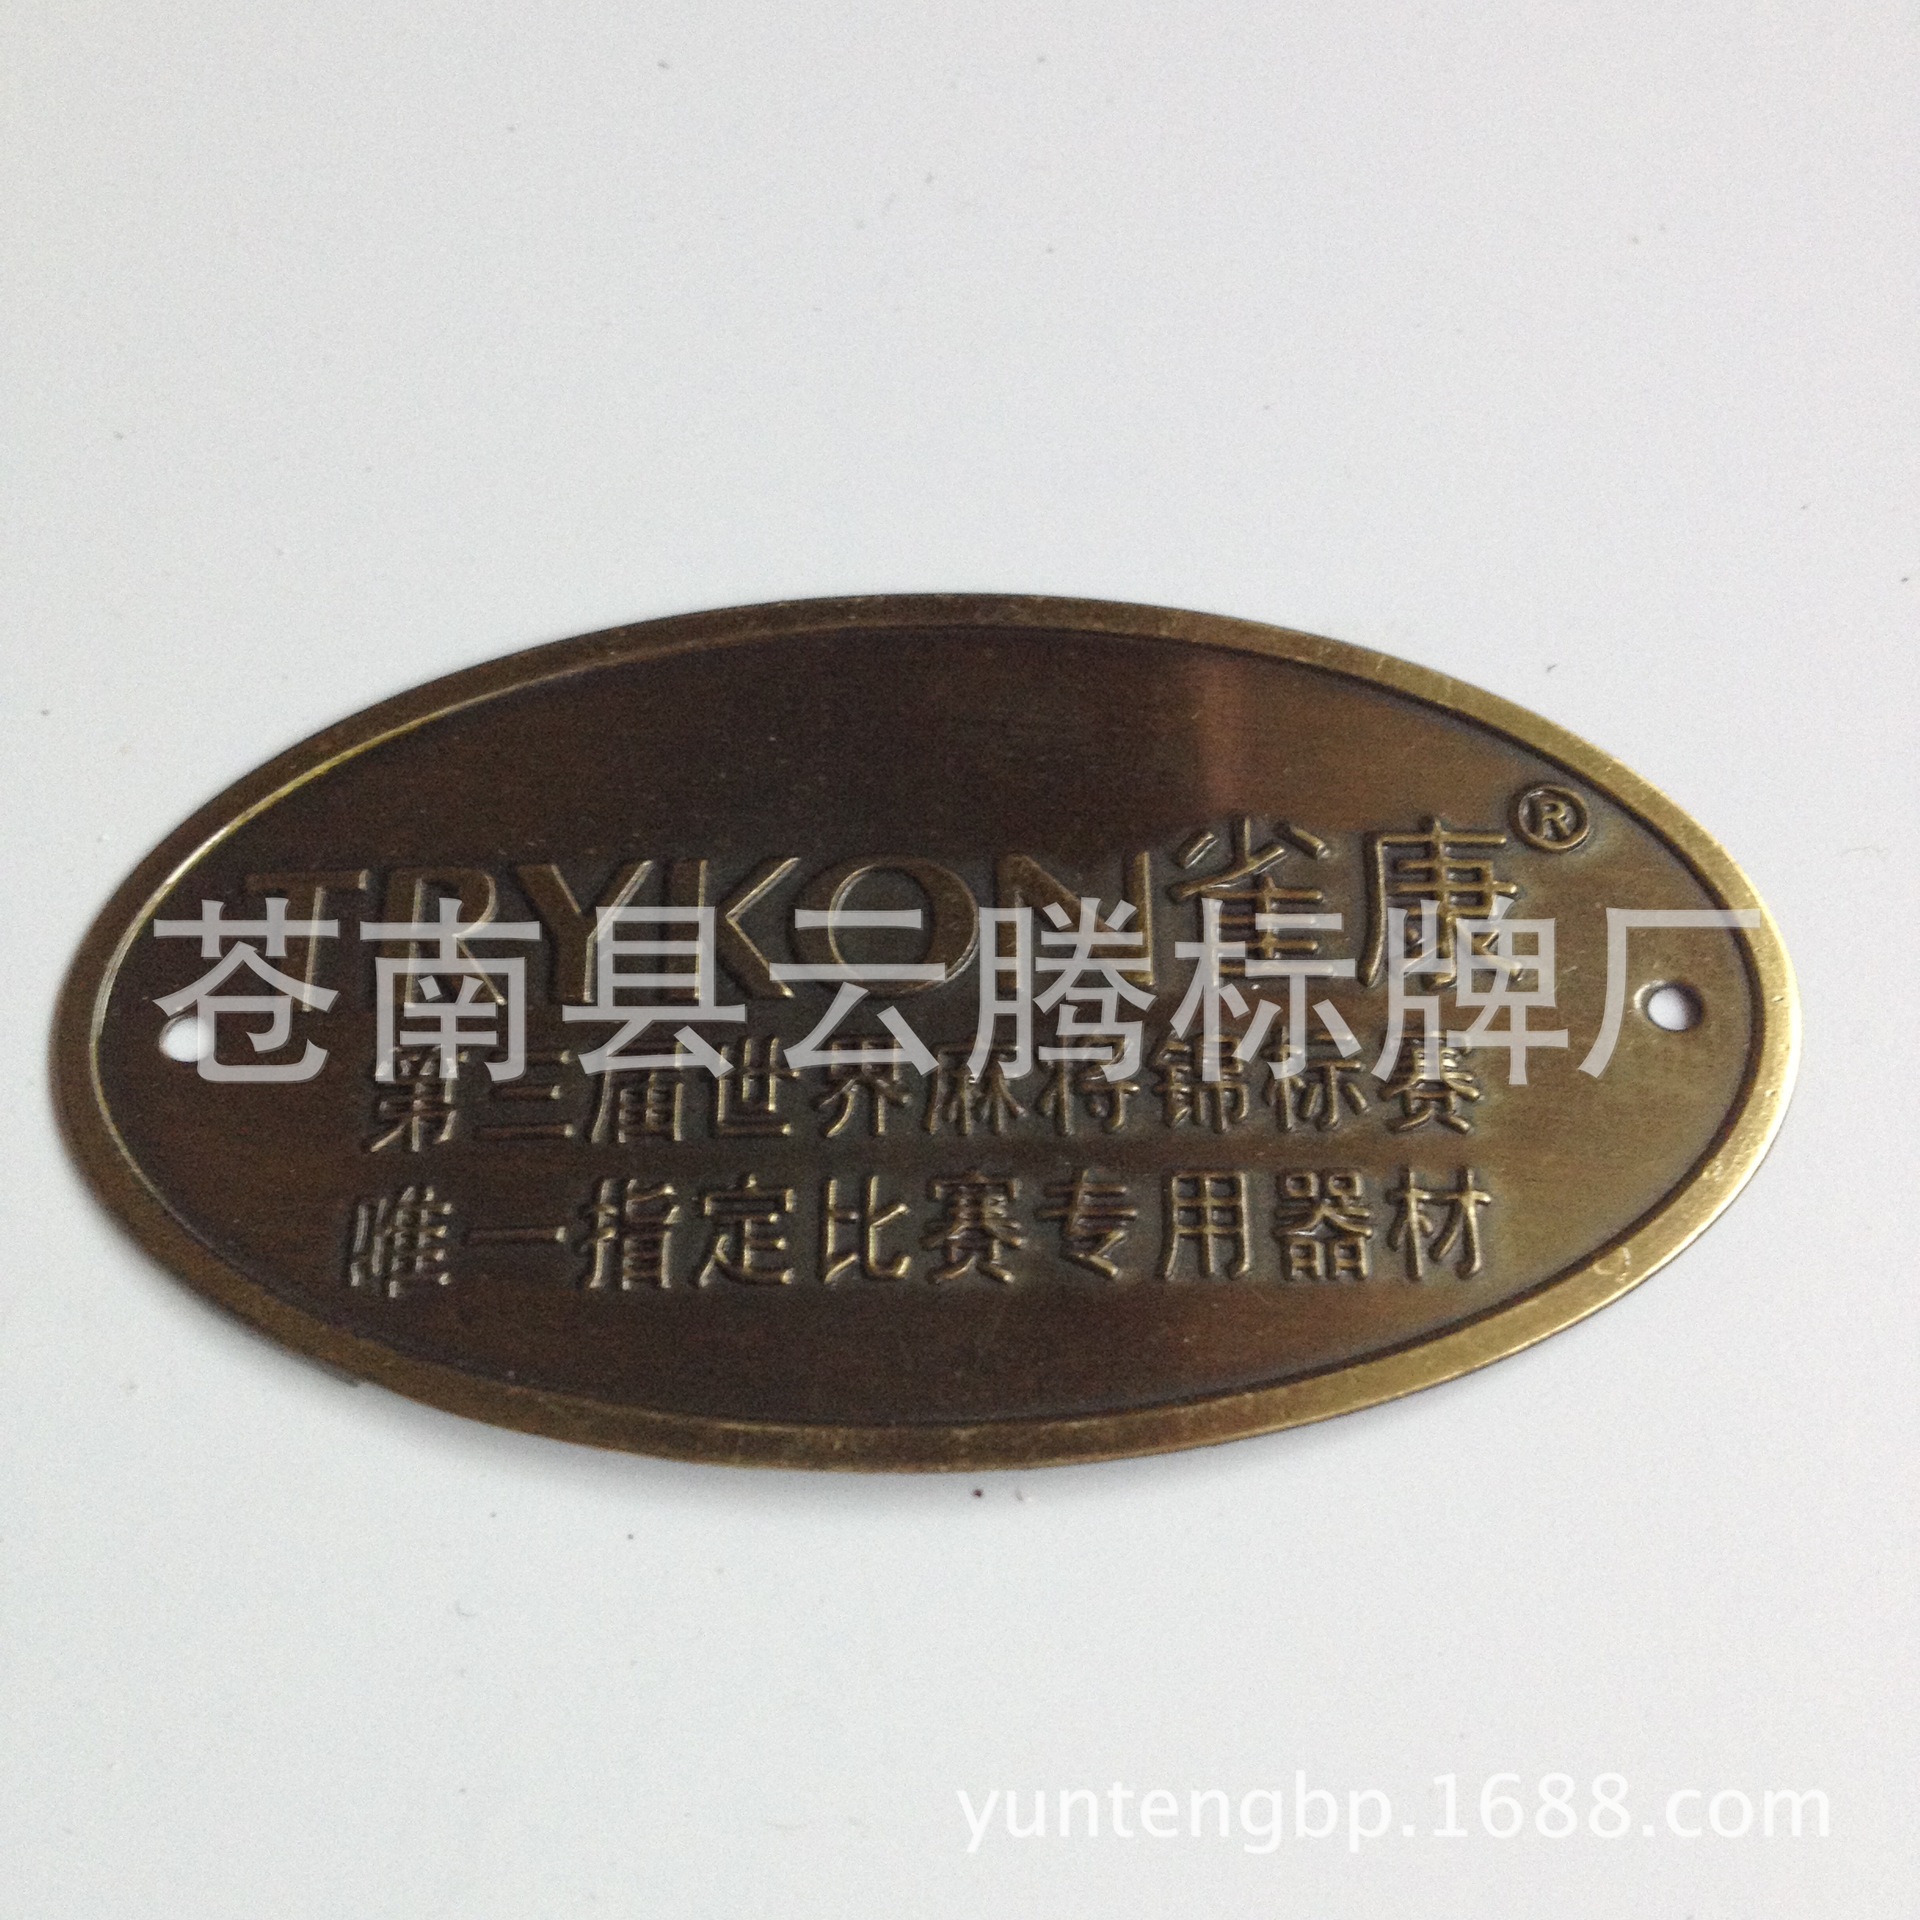 TRYKON雀康®
苍南县云腾标牌厂
第三届世界麻将锦标赛
唯一指定比赛专用器材
yuntengbp.1688.com